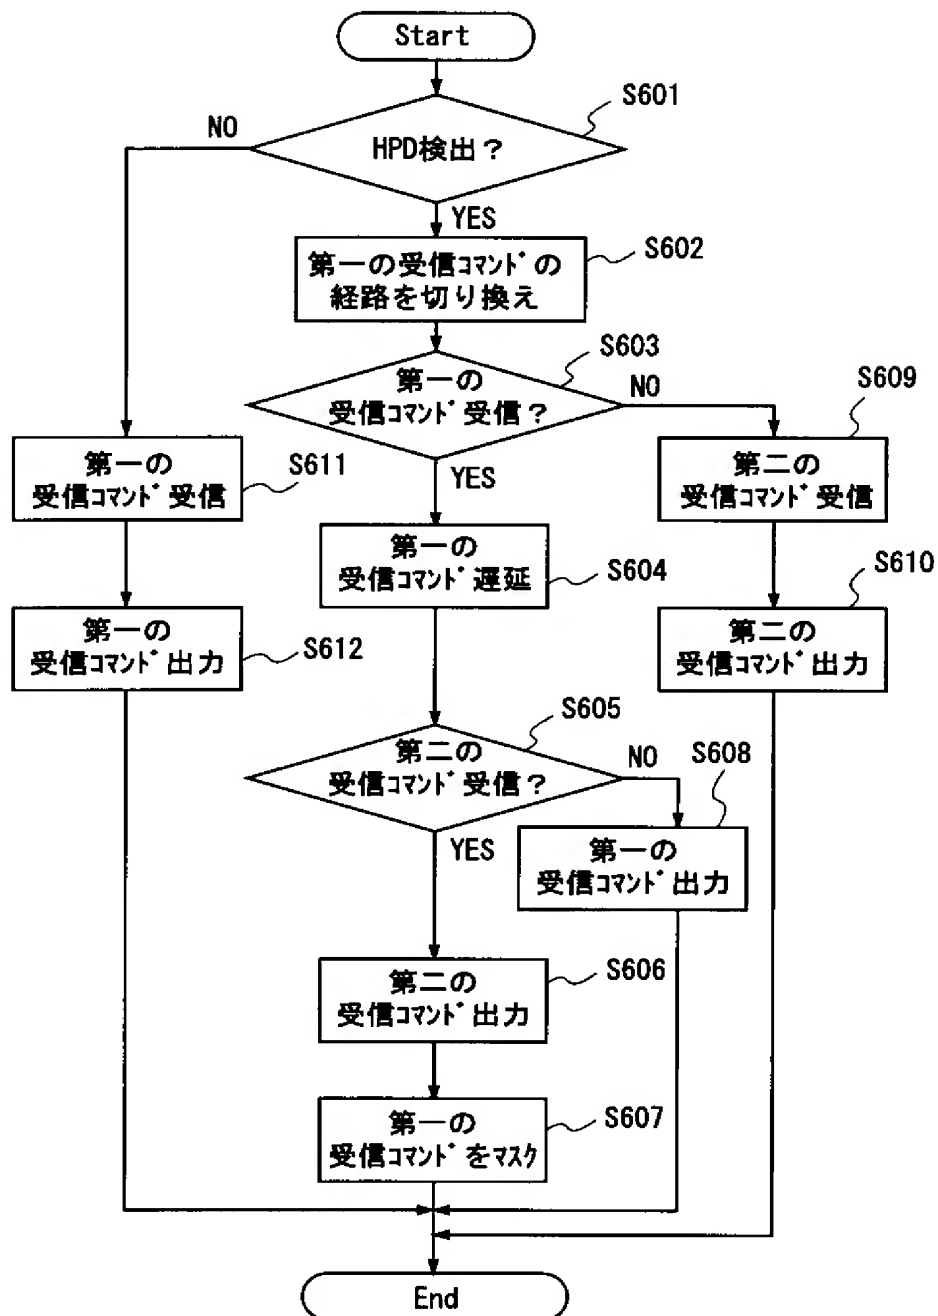 Start
S601
NO
HPD検出？
YES
S602
第一の受信ｺﾏﾝﾄﾞの
経路を切り換え
S603
第一の
受信ｺﾏﾝﾄﾞ受信？
NO
S609
第一の
受信ｺﾏﾝﾄﾞ受信
S611
YES
第二の
受信ｺﾏﾝﾄﾞ受信
第一の
受信ｺﾏﾝﾄﾞ遅延
S604
S610
第一の
受信ｺﾏﾝﾄﾞ出力
S612
第二の
受信ｺﾏﾝﾄﾞ出力
S605
第二の
受信ｺﾏﾝﾄﾞ受信？
NO
S608
YES
第一の
受信ｺﾏﾝﾄﾞ出力
第二の
受信ｺﾏﾝﾄﾞ出力
S606
第一の
受信ｺﾏﾝﾄﾞをﾏｽｸ
S607
End